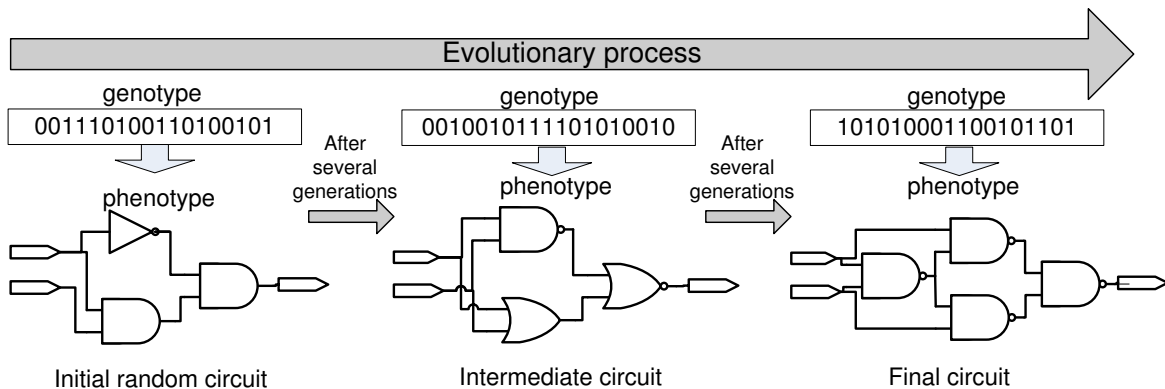 Evolutionary process
genotype
001110100110100101
phenotype
Initial random circuit
After
several
generations
genotype
001001011110101010010
phenotype
Intermediate circuit
After
several
generations
genotype
101010001100101101
phenotype
Final circuit